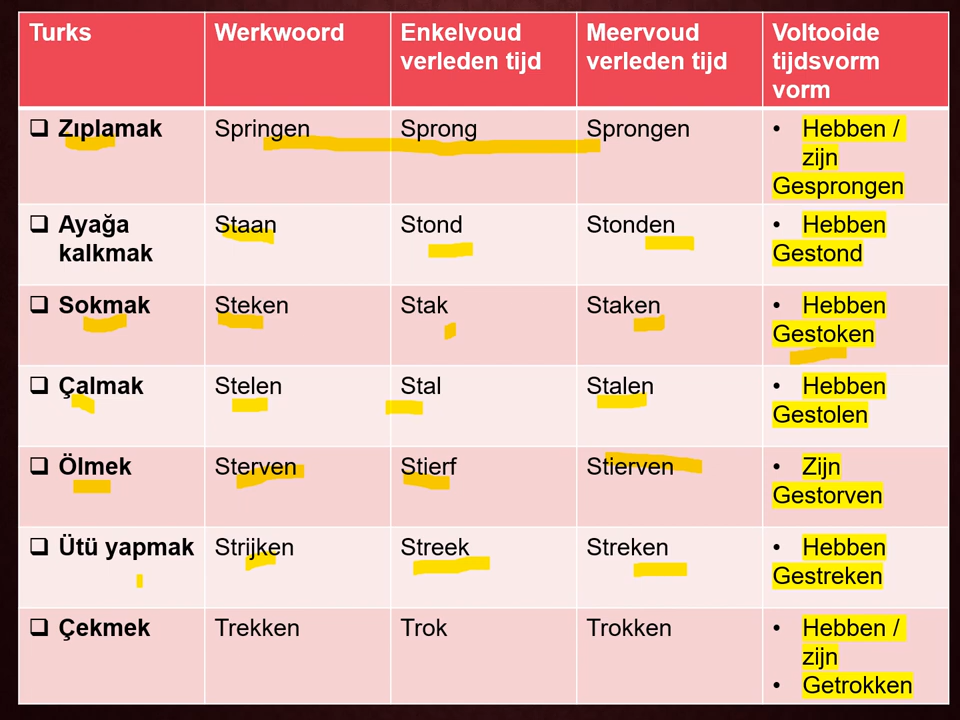 Turks
Werkwoord
Enkelvoud
verleden tijd
Meervoud
verleden tijd
Voltooide
tijdsvorm
vorm
❑ Zıplamak
Springen
Sprong
Sprongen
• Hebben /
zijn
Gesprongen
❑ Ayağa
kalkmak
Staan
Stond
Stonden
• Hebben
Gestond
❑ Sokmak
Steken
Stak
Staken
• Hebben
Gestoken
❑ Çalmak
Stelen
Stal
Stalen
• Hebben
Gestolen
❑ Ölmek
Sterven
Stierf
Stierven
• Zijn
Gestorven
❑ Ütü yapmak
Strijken
Streek
Streken
• Hebben
Gestreken
❑ Çekmek
Trekken
Trok
Trokken
• Hebben /
zijn
• Getrokken